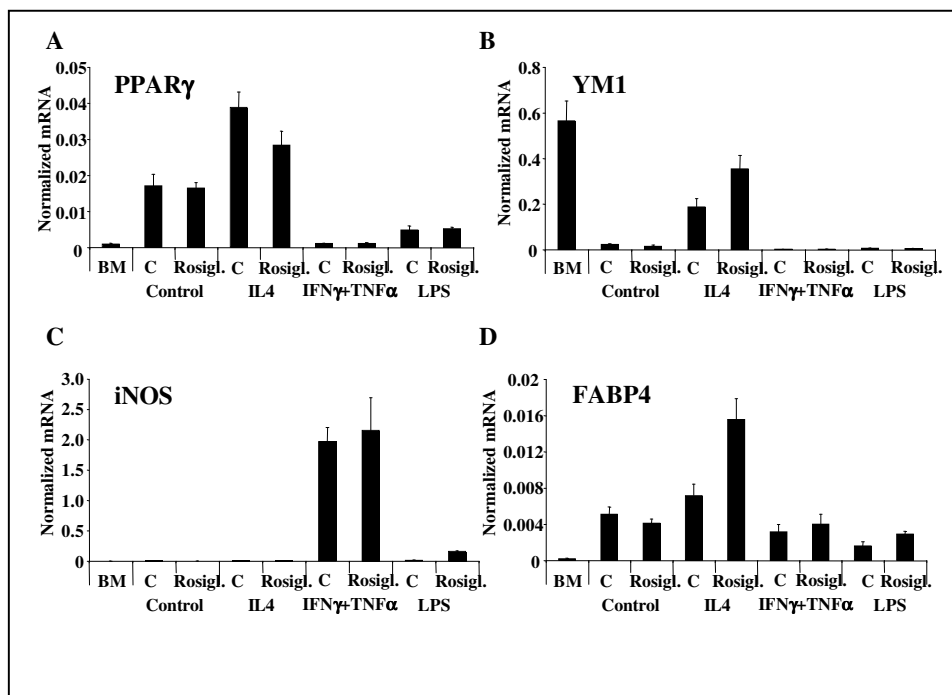 A
PPARγ
Normalized mRNA
0.05
0.04
0.03
0.02
0.01
0
BM C Rosigl. C Rosigl. C Rosigl. C Rosigl.
Control IL4 IFNγ+TNFα LPS
B
YM1
Normalized mRNA
0.8
0.6
0.4
0.2
0
BM C Rosigl. C Rosigl. C Rosigl. C Rosigl.
Control IL4 IFNγ+TNFα LPS
C
iNOS
Normalized mRNA
3.0
2.5
2.0
1.5
1.0
0.5
0
BM C Rosigl. C Rosigl. C Rosigl. C Rosigl.
Control IL4 IFNγ+TNFα LPS
D
FABP4
Normalized mRNA
0.02
0.016
0.012
0.008
0.004
0
BM C Rosigl. C Rosigl. C Rosigl. C Rosigl.
Control IL4 IFNγ+TNFα LPS